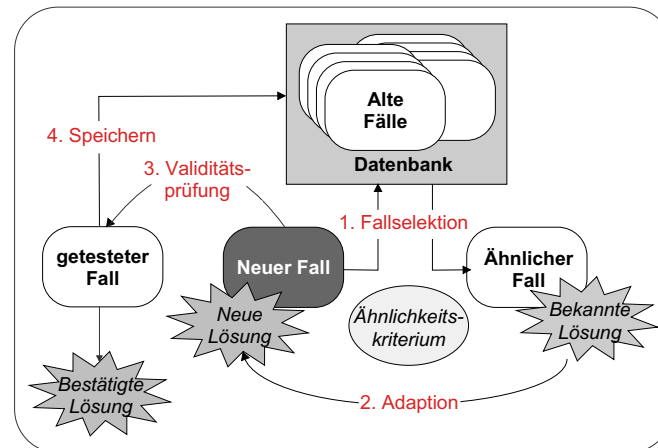 Alte
Fälle
Datenbank
4. Speichern
3. Validitäts-
prüfung
1. Fallselektion
getesteter
Fall
Neuer Fall
Ähnlicher
Fall
Neue
Lösung
Ähnlichkeits-
kriterium
Bekannte
Lösung
Bestätigte
Lösung
2. Adaption